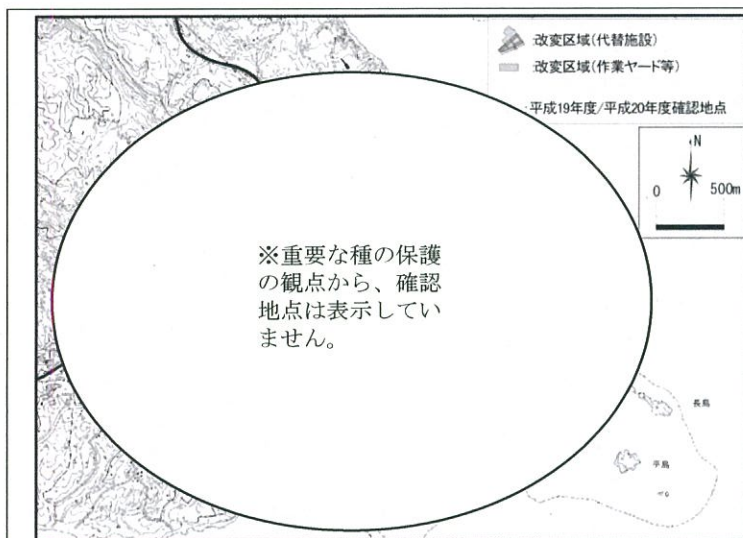 :改変区域(代替施設)
:改変区域(作業ヤード等)
:平成19年度/平成20年度確認地点
N
0 500m
※重要な種の保護
の観点から、確認
地点は表示してい
ません。
長島
平島